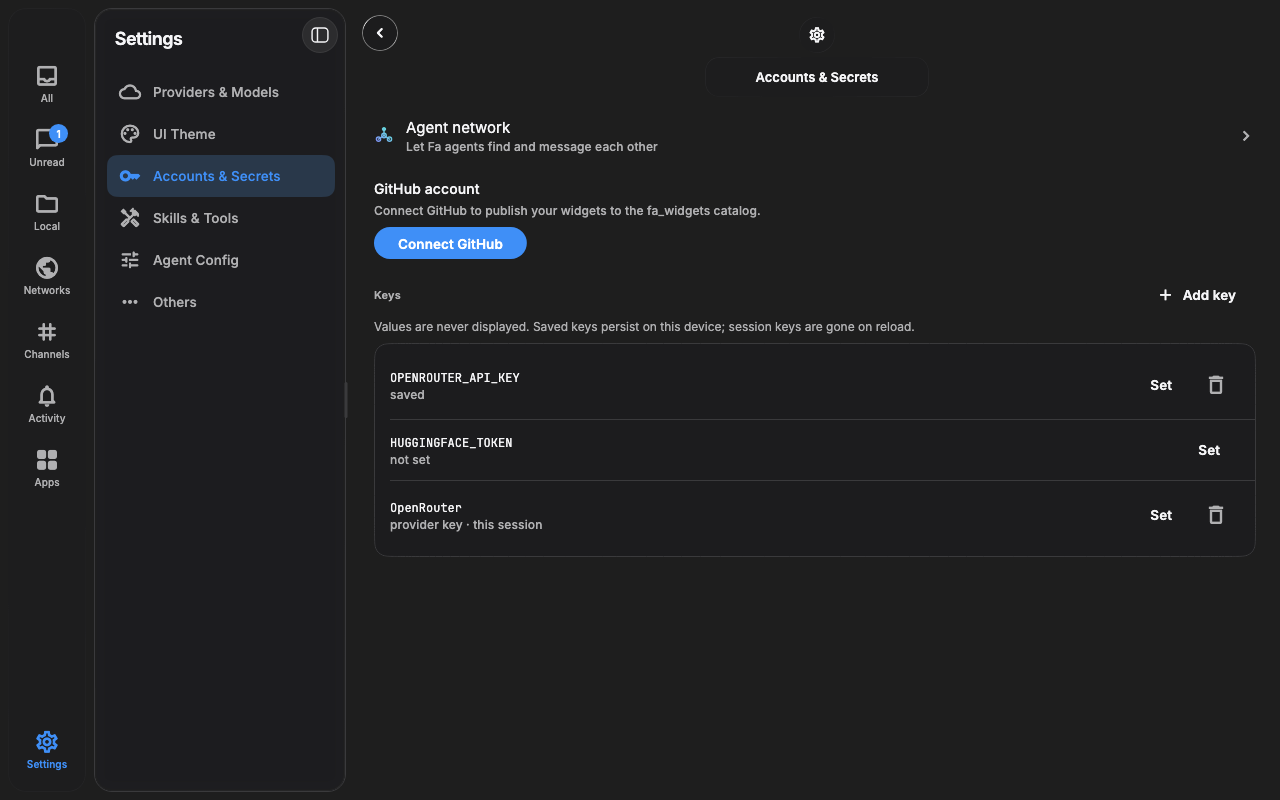 Settings
All
1
Unread
Local
Networks
Channels
Activity
Apps
Settings
Providers & Models
UI Theme
Accounts & Secrets
Skills & Tools
Agent Config
Others
Accounts & Secrets
Agent network
Let Fa agents find and message each other
GitHub account
Connect GitHub to publish your widgets to the fa_widgets catalog.
Connect GitHub
Keys
Add key
Values are never displayed. Saved keys persist on this device; session keys are gone on reload.
OPENROUTER_API_KEY
saved
Set
HUGGINGFACE_TOKEN
not set
Set
OpenRouter
provider key · this session
Set